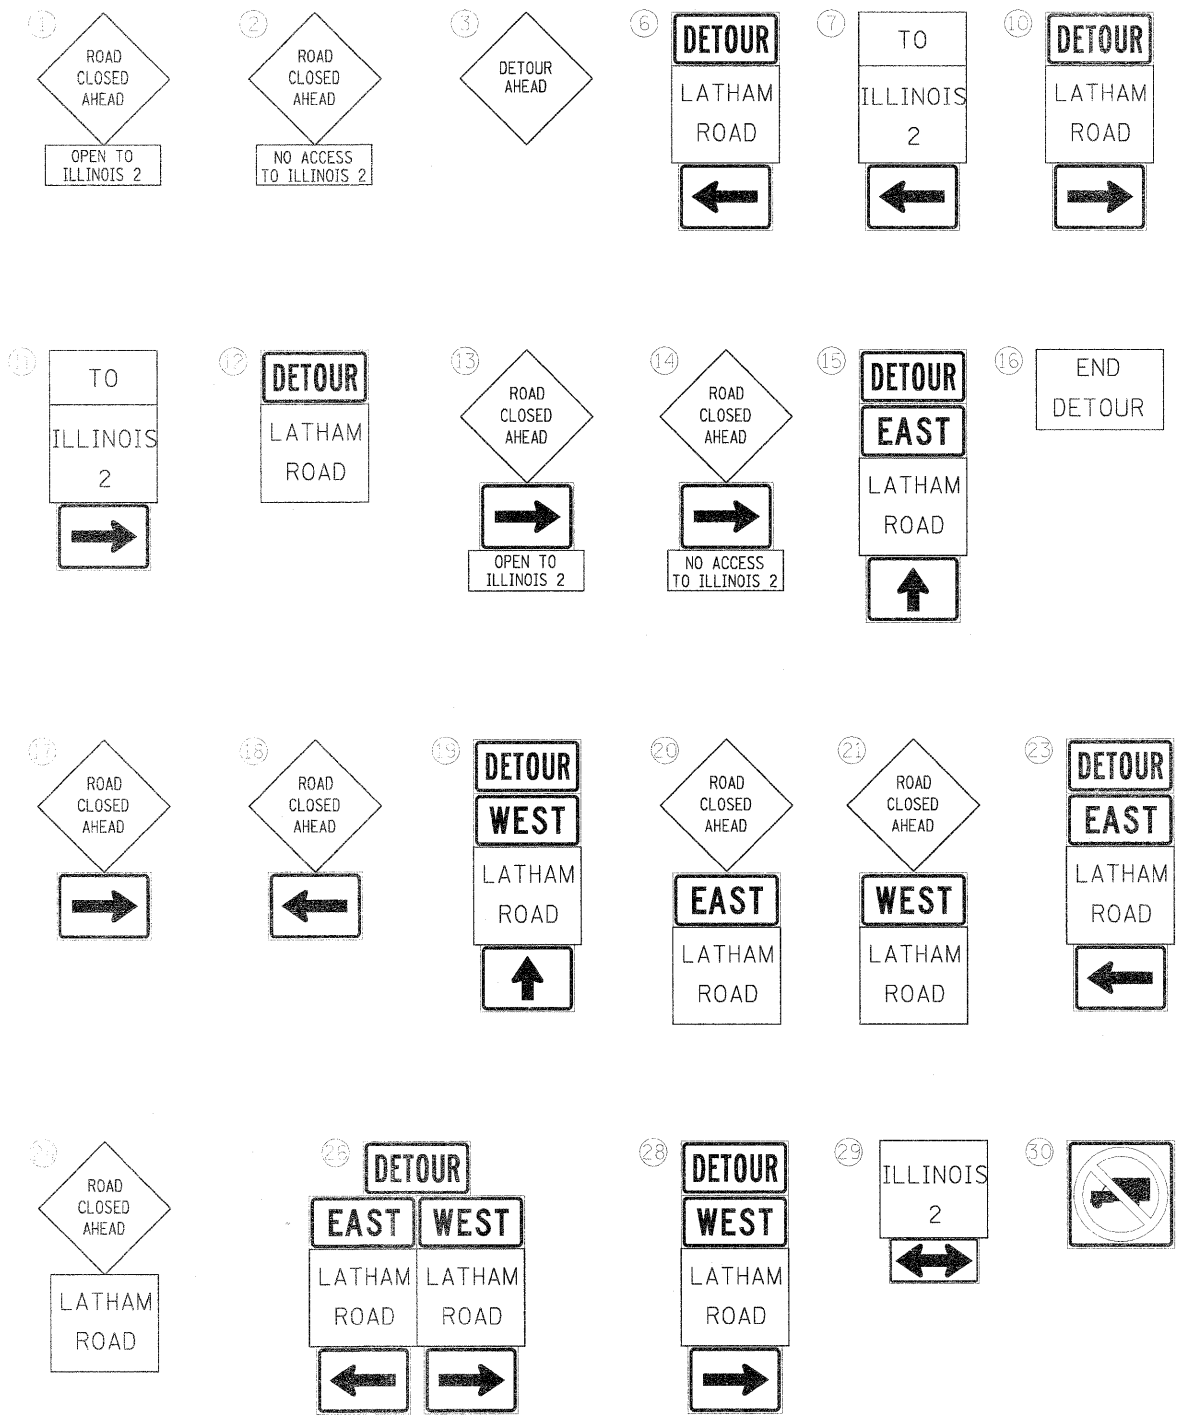 1
ROAD
CLOSED
AHEAD
OPEN TO
ILLINOIS 2
2
ROAD
CLOSED
AHEAD
NO ACCESS
TO ILLINOIS 2
3
DETOUR
AHEAD
6
DETOUR
LATHAM
ROAD
7
TO
ILLINOIS
2
10
DETOUR
LATHAM
ROAD
11
TO
ILLINOIS
2
12
DETOUR
LATHAM
ROAD
13
ROAD
CLOSED
AHEAD
OPEN TO
ILLINOIS 2
14
ROAD
CLOSED
AHEAD
NO ACCESS
TO ILLINOIS 2
15
DETOUR
EAST
LATHAM
ROAD
16
END
DETOUR
17
ROAD
CLOSED
AHEAD
18
ROAD
CLOSED
AHEAD
19
DETOUR
WEST
LATHAM
ROAD
20
ROAD
CLOSED
AHEAD
EAST
LATHAM
ROAD
21
ROAD
CLOSED
AHEAD
WEST
LATHAM
ROAD
23
DETOUR
EAST
LATHAM
ROAD
ROAD
CLOSED
AHEAD
LATHAM
ROAD
26
DETOUR
EAST WEST
LATHAM LATHAM
ROAD ROAD
28
DETOUR
WEST
LATHAM
ROAD
29
ILLINOIS
2
30